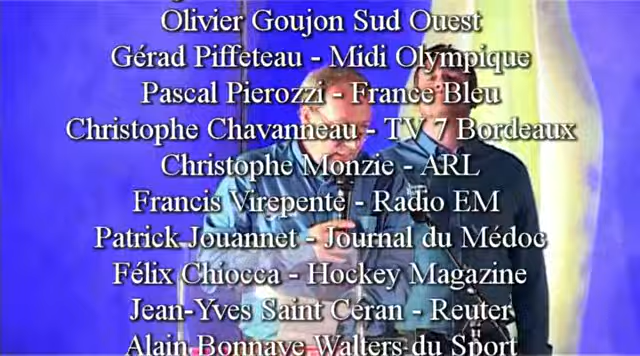 Olivier Goujon Sud Ouest
Gérad Piffeteau - Midi Olympique
Pascal Pierozzi - France Bleu
Christophe Chavanneau - TV 7 Bordeaux
Christophe Monzie - ARL
Francis Virepente - Radio EM
Patrick Jouannet - Journal du Médoc
Félix Chiocca - Hockey Magazine
Jean-Yves Saint Céran - Reuter
Alain Bonnave Walters du Sport